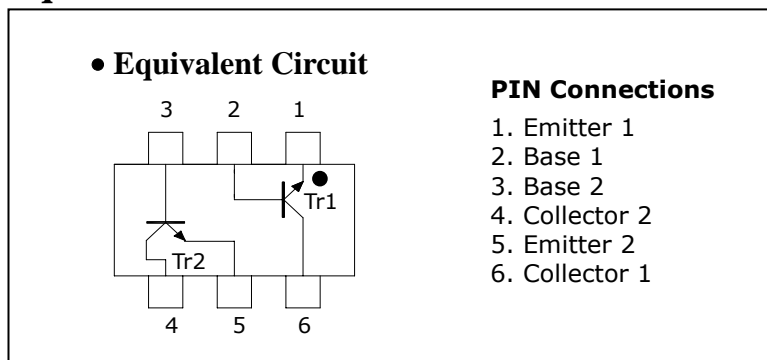 • Equivalent Circuit
3 2 1
Tr1
Tr2
4 5 6
PIN Connections
1. Emitter 1
2. Base 1
3. Base 2
4. Collector 2
5. Emitter 2
6. Collector 1